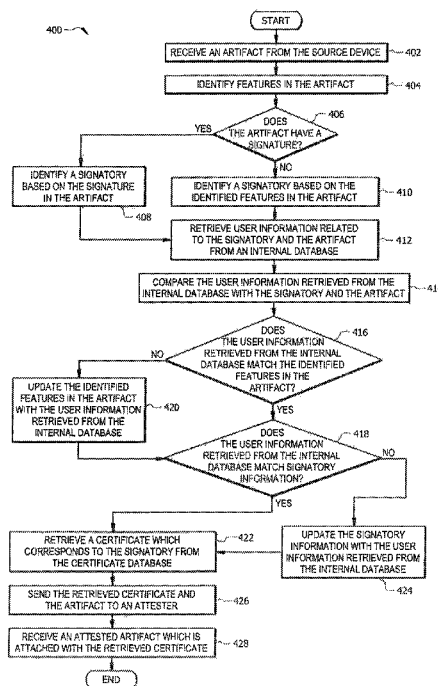 400
START
RECEIVE AN ARTIFACT FROM THE SOURCE DEVICE
402
IDENTIFY FEATURES IN THE ARTIFACT
404
DOES
THE ARTIFACT HAVE A
SIGNATURE?
406
YES
NO
IDENTIFY A SIGNATORY
BASED ON THE SIGNATURE
IN THE ARTIFACT
408
IDENTIFY A SIGNATORY BASED ON THE
IDENTIFIED FEATURES IN THE ARTIFACT
410
RETRIEVE USER INFORMATION RELATED
TO THE SIGNATORY AND THE ARTIFACT
FROM AN INTERNAL DATABASE
412
COMPARE THE USER INFORMATION RETRIEVED FROM THE
INTERNAL DATABASE WITH THE SIGNATORY AND THE ARTIFACT
41
DOES
THE USER INFORMATION
RETRIEVED FROM THE INTERNAL
DATABASE MATCH THE IDENTIFIED
FEATURES IN THE
ARTIFACT?
416
NO
YES
UPDATE THE IDENTIFIED
FEATURES IN THE ARTIFACT
WITH THE USER INFORMATION
RETRIEVED FROM THE
INTERNAL DATABASE
420
DOES
THE USER INFORMATION
RETRIEVED FROM THE INTERNAL
DATABASE MATCH SIGNATORY
INFORMATION?
418
NO
YES
RETRIEVE A CERTIFICATE WHICH
CORRESPONDS TO THE SIGNATORY FROM
THE CERTIFICATE DATABASE
422
UPDATE THE SIGNATORY
INFORMATION WITH THE USER
INFORMATION RETRIEVED FROM
THE INTERNAL DATABASE
424
SEND THE RETRIEVED CERTIFICATE AND
THE ARTIFACT TO AN ATTESTER
426
RECEIVE AN ATTESTED ARTIFACT WHICH IS
ATTACHED WITH THE RETRIEVED CERTIFICATE
428
END